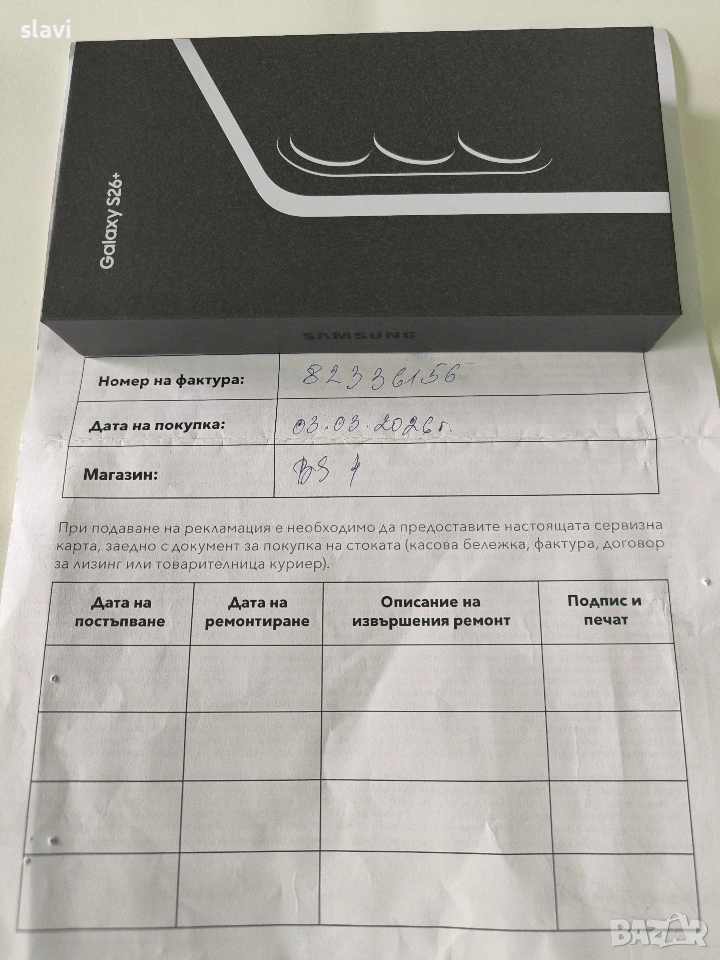 slavi
Galaxy S26+
SAMSUNG
Номер на фактура: 82336156
Дата на покупка: 03.03.2026г.
Магазин:
При подаване на рекламация е необходимо да предоставите настоящата сервизна
карта, заедно с документ за покупка на стоката (касова бележка, фактура, договор
за лизинг или товарителница куриер).
Дата на постъпване
Дата на ремонтиране
Описание на извършения ремонт
Подпис и печат
BAZAR